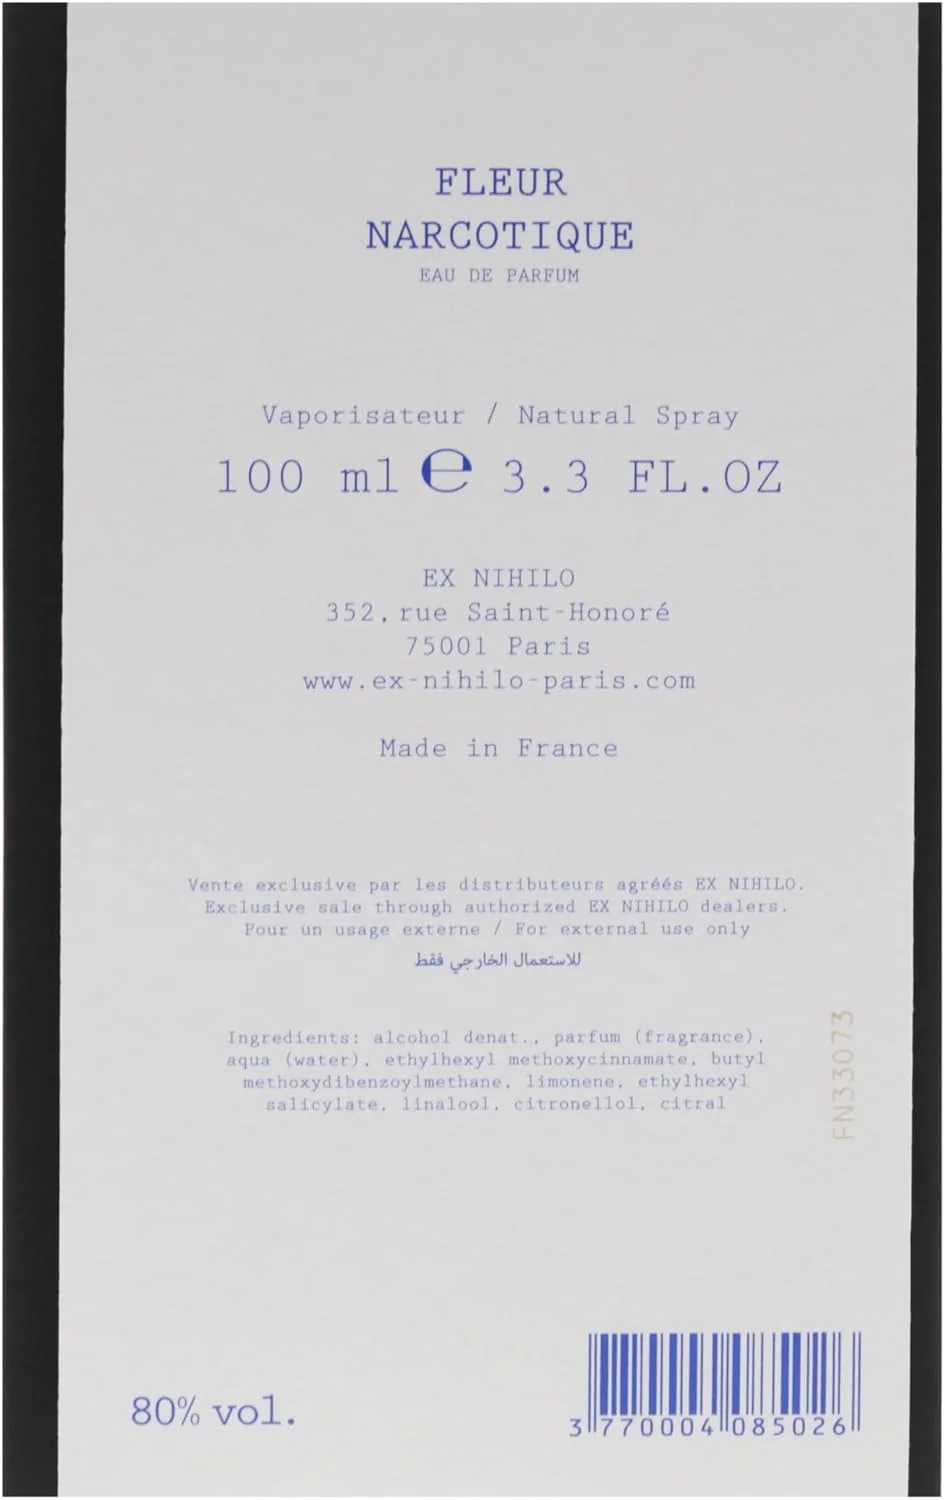 FLEUR
NARCOTIQUE
EAU DE PARFUM
Vaporisateur / Natural Spray
100 ml ℮ 3.3 FL.OZ
EX NIHILO
352, rue Saint-Honoré
75001 Paris
www.ex-nihilo-paris.com
Made in France
Vente exclusive par les distributeurs agréés EX NIHILO.
Exclusive sale through authorized EX NIHILO dealers.
Pour un usage externe / For external use only
للاستعمال الخارجي فقط
Ingredients: alcohol denat., parfum (fragrance),
aqua (water), ethylhexyl methoxycinnamate, butyl
methoxydibenzoylmethane, limonene, ethylhexyl
salicylate, linalool, citronellol, citral
FN33073
80% vol.
3 770004 085026